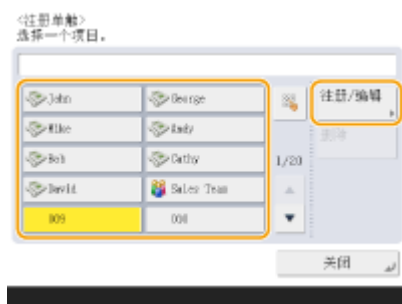 <注册单触>
选择一个项目。
John
George
注册/编辑
Mike
Andy
删除
Bob
Cathy
1/20
David
Sales Team
009
010
关闭